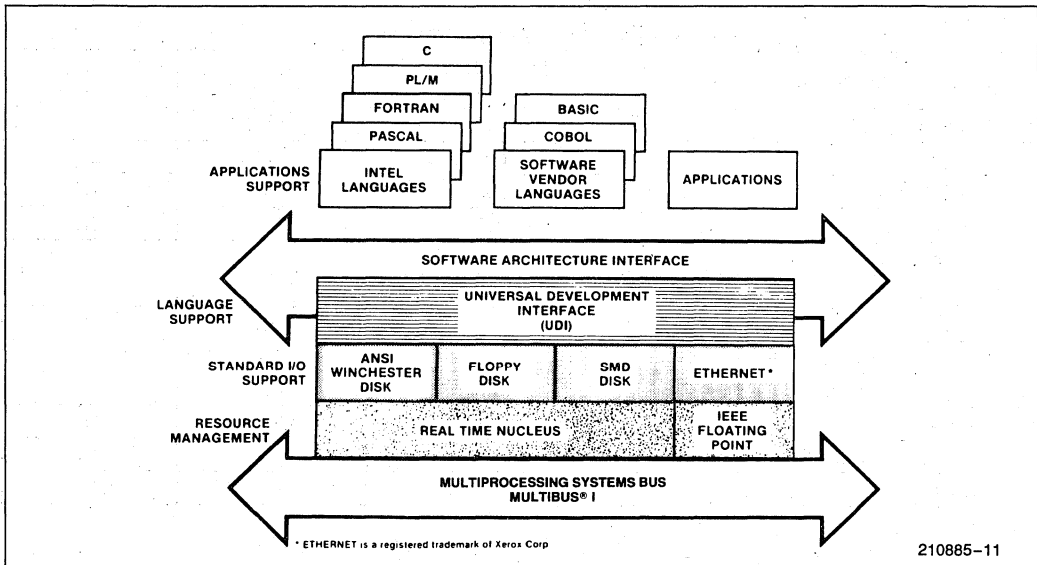 C
PL/M
FORTRAN
PASCAL
INTEL
LANGUAGES
BASIC
COBOL
SOFTWARE
VENDOR
LANGUAGES
APPLICATIONS
APPLICATIONS
SUPPORT
SOFTWARE ARCHITECTURE INTERFACE
LANGUAGE
SUPPORT
UNIVERSAL DEVELOPMENT
INTERFACE
(UDI)
STANDARD I/O
SUPPORT
ANSI
WINCHESTER
DISK
FLOPPY
DISK
SMD
DISK
ETHERNET*
RESOURCE
MANAGEMENT
REAL TIME NUCLEUS
IEEE
FLOATING
POINT
MULTIPROCESSING SYSTEMS BUS
MULTIBUS® I
* ETHERNET is a registered trademark of Xerox Corp
210885-11